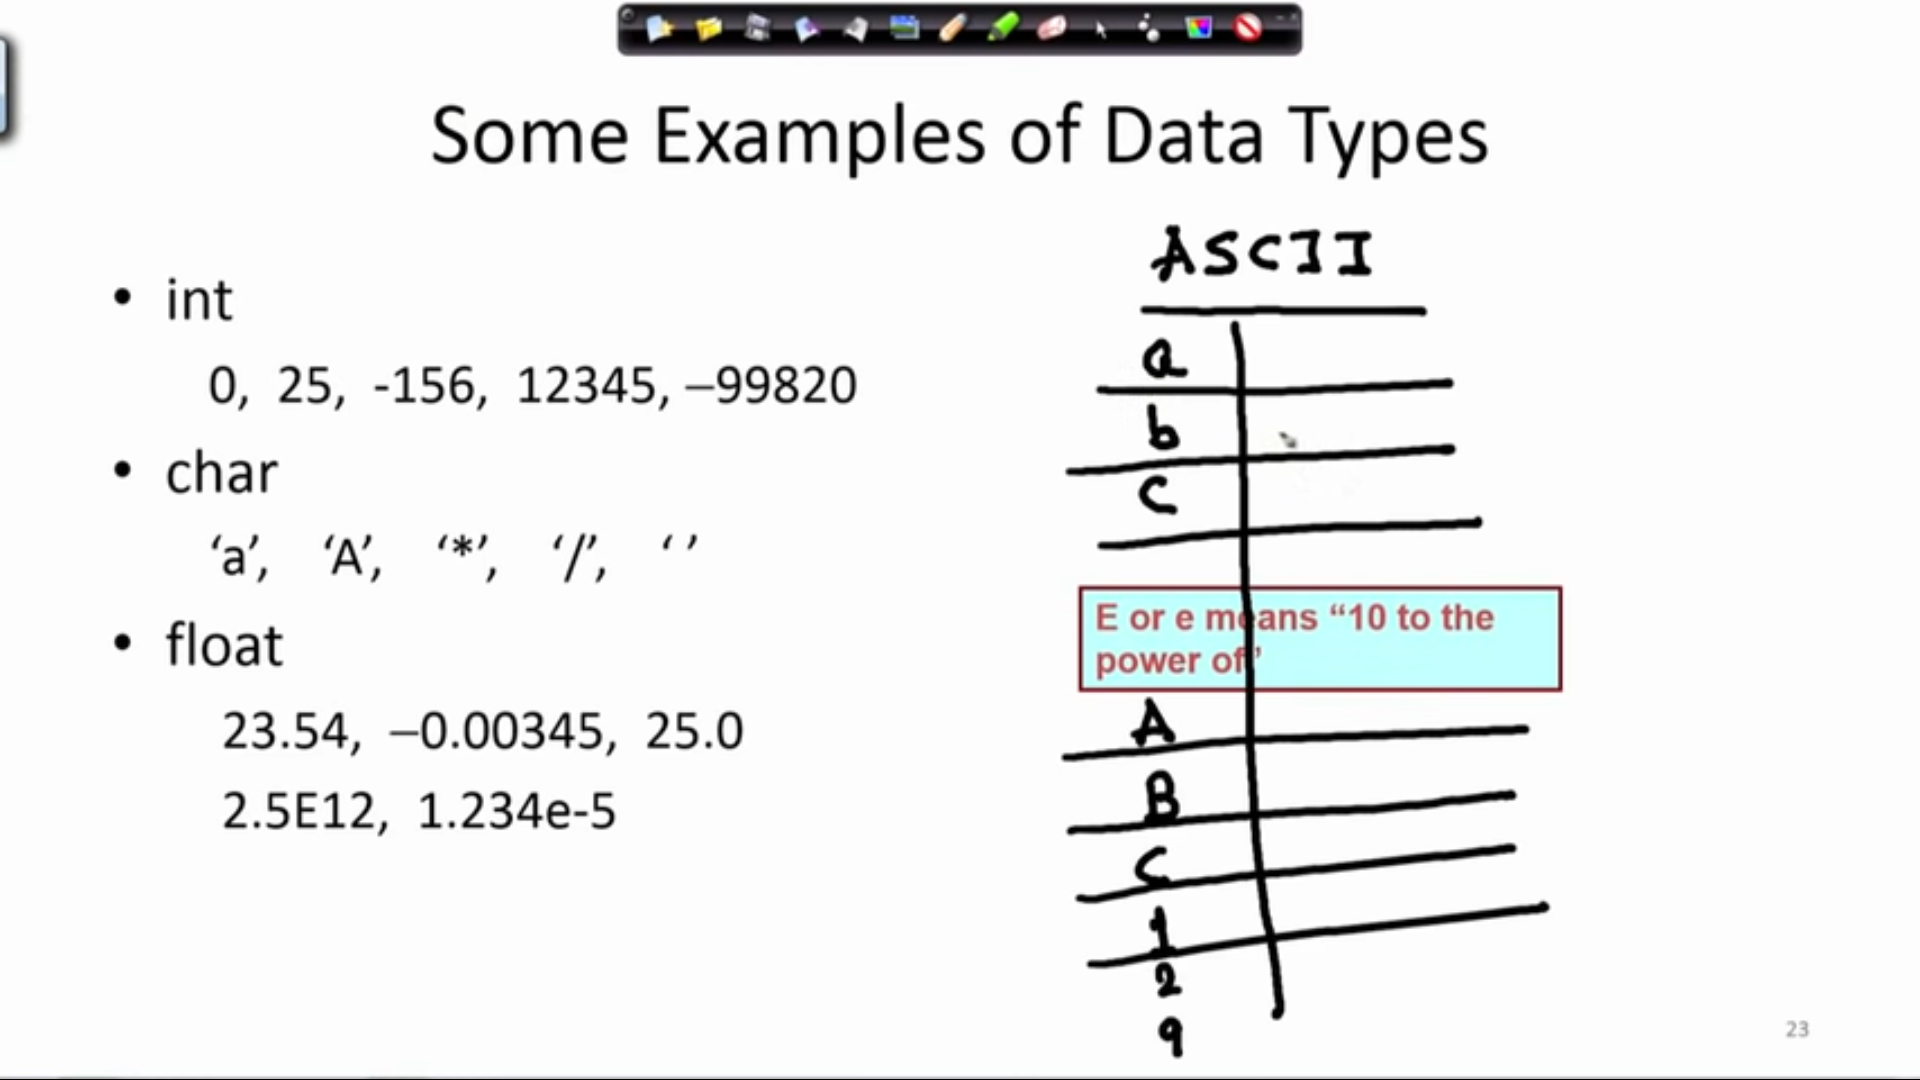 Some Examples of Data Types
• int
0, 25, -156, 12345, –99820
• char
‘a’, ‘A’, ‘*’, ‘/’, ‘ ’
• float
23.54, –0.00345, 25.0
2.5E12, 1.234e-5
ASCII
a
b
c
E or e means “10 to the
power of”
A
B
C
1
2
9
23